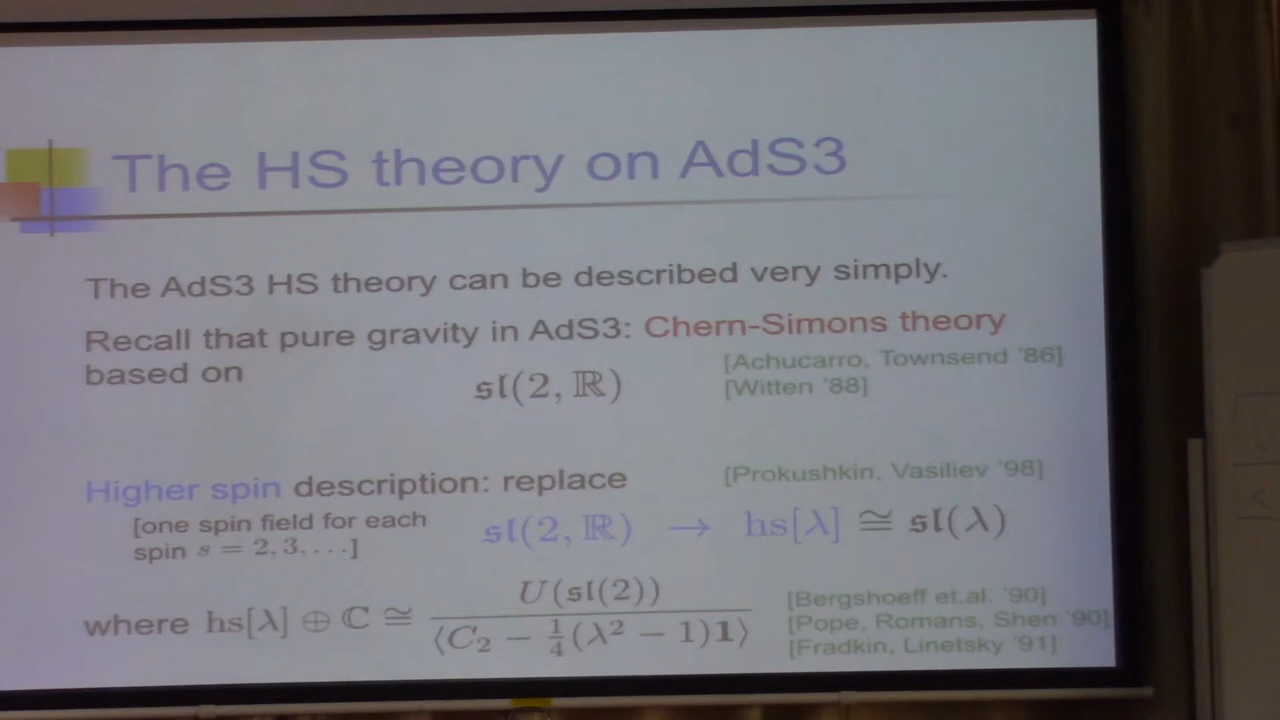 The HS theory on AdS3
The AdS3 HS theory can be described very simply.
Recall that pure gravity in AdS3: Chern-Simons theory
based on
𝔰𝔩(2, ℝ)
[Achucarro, Townsend '86]
[Witten '88]
Higher spin description: replace
[Prokushkin, Vasiliev '98]
[one spin field for each
spin s = 2, 3, . . .]
𝔰𝔩(2, ℝ) → hs[λ] ≅ 𝔰𝔩(λ)
where hs[λ] ⊕ ℂ ≅ U(𝔰𝔩(2)) / ⟨C₂ − ¼(λ² − 1)𝟏⟩
[Bergshoeff et.al. '90]
[Pope, Romans, Shen '90]
[Fradkin, Linetsky '91]